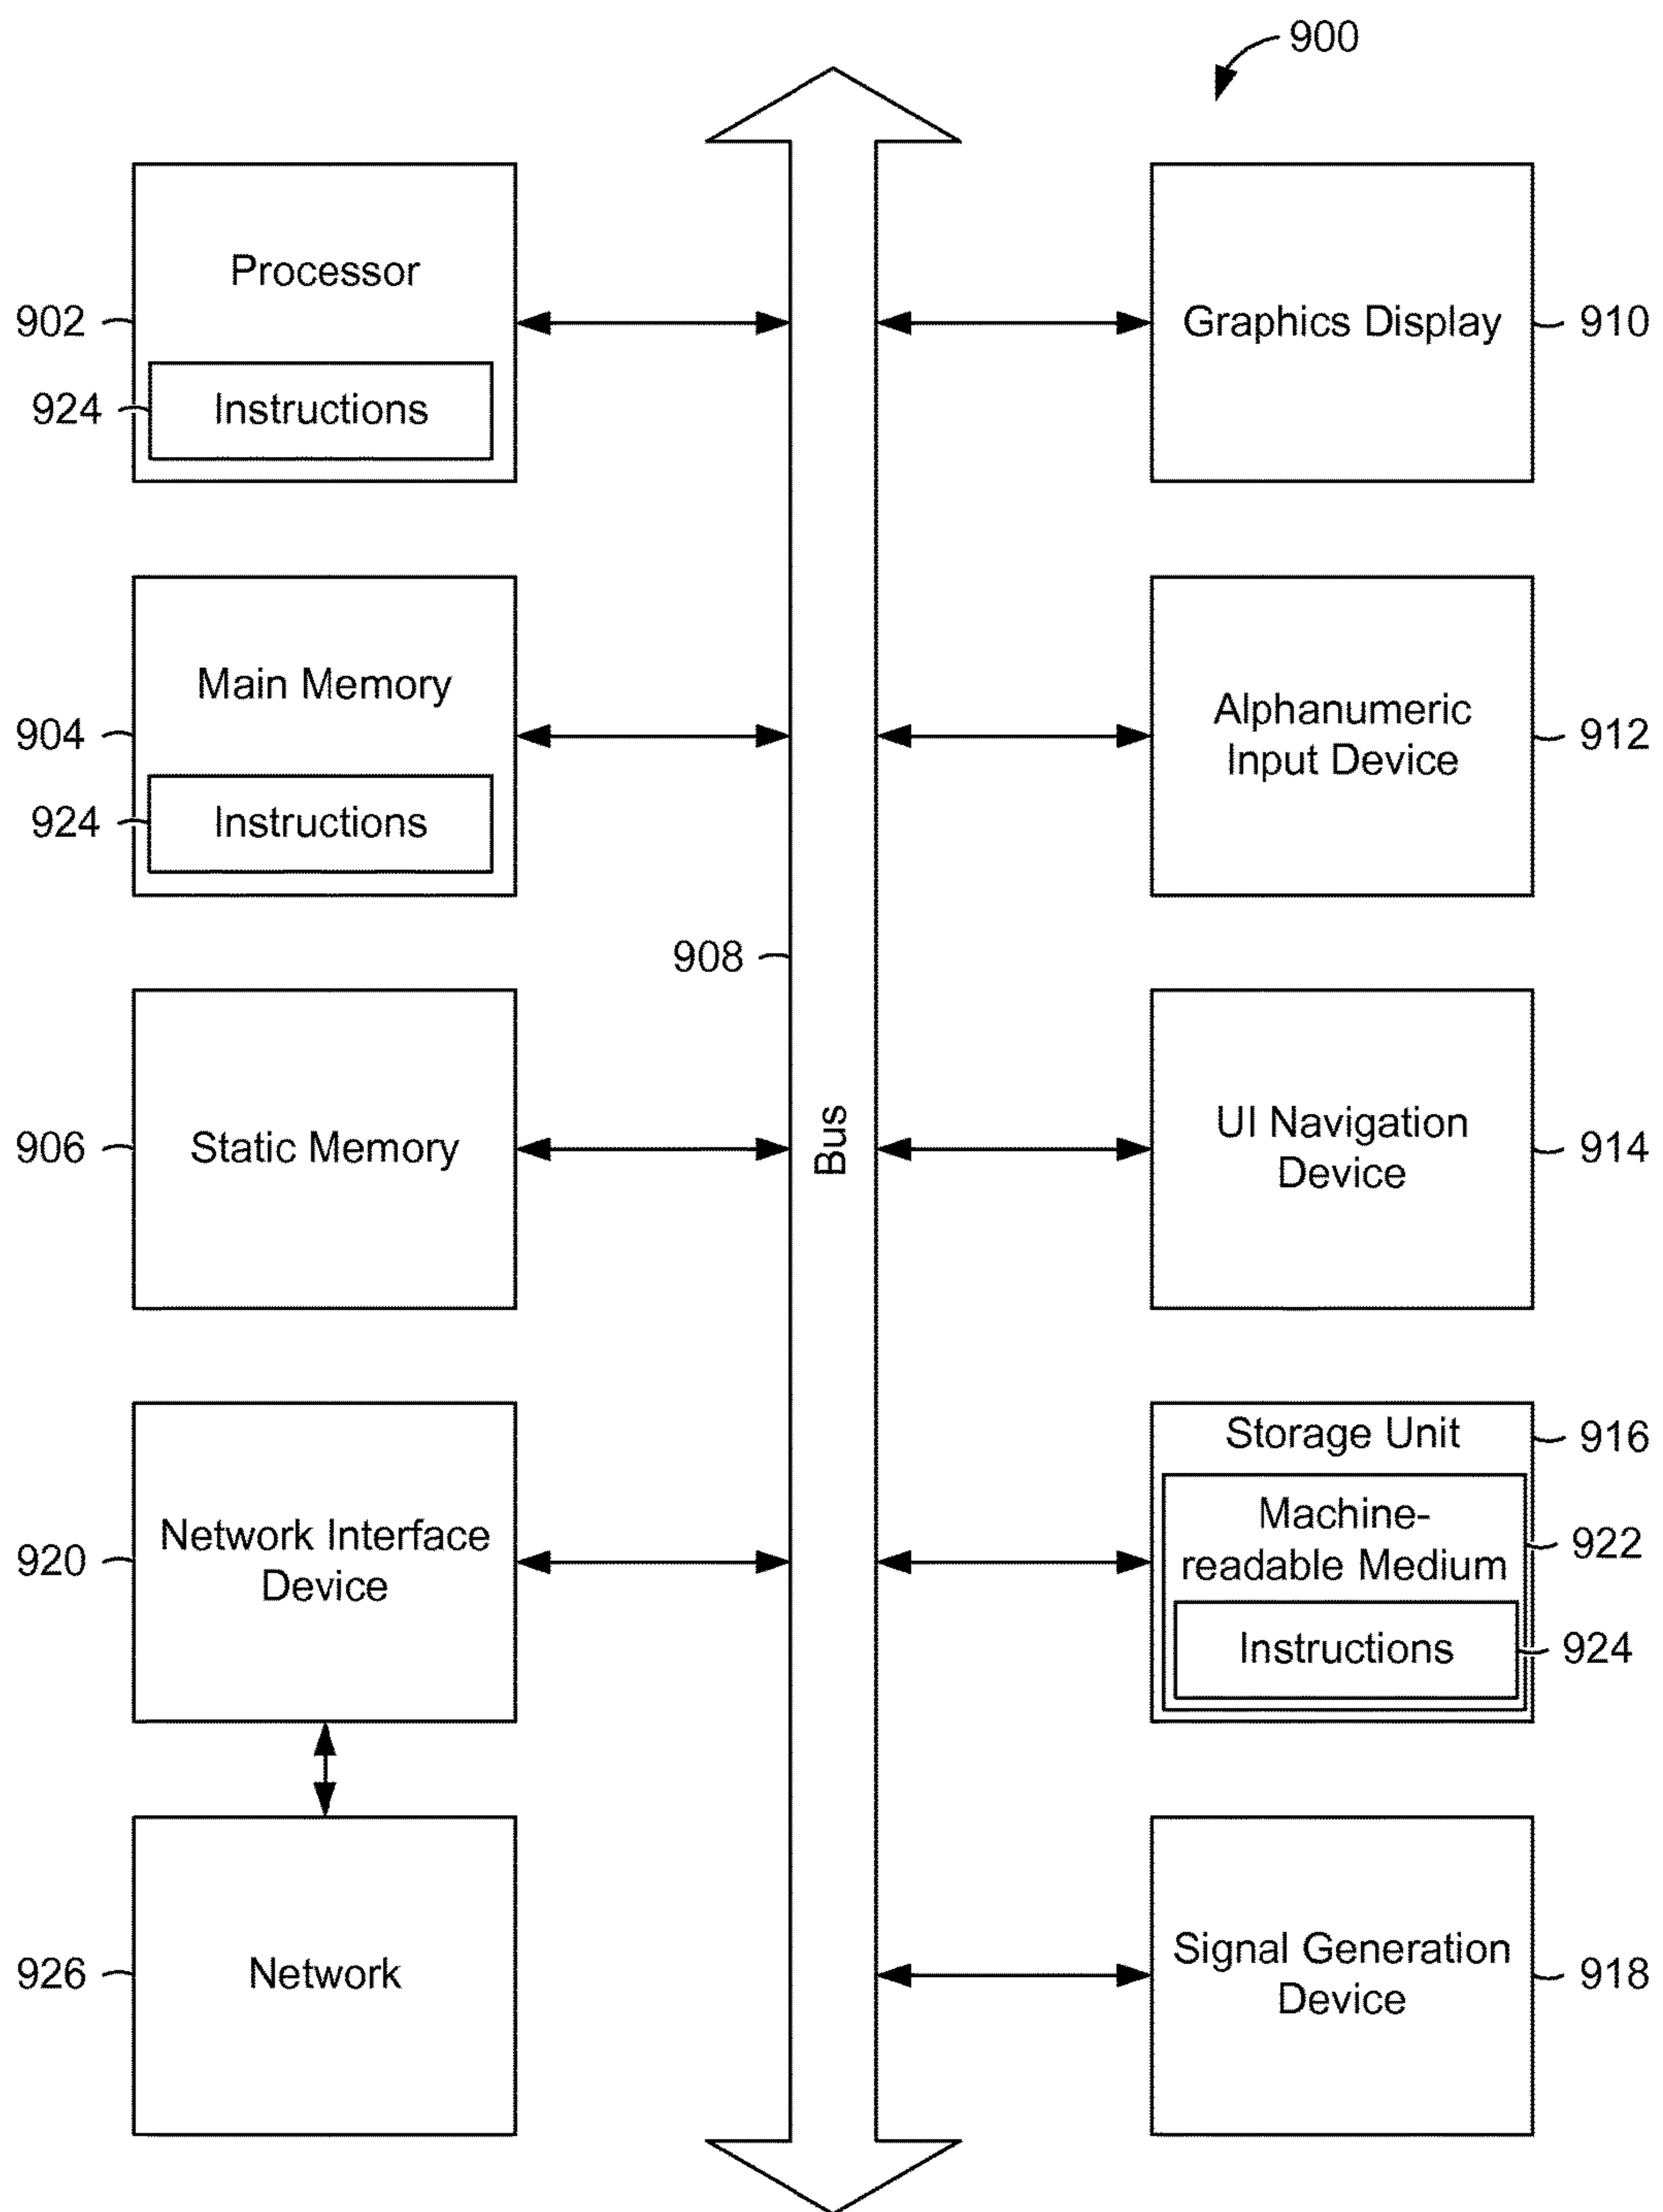 900
Processor
902
924
Instructions
Graphics Display
910
Main Memory
904
924
Instructions
Alphanumeric
Input Device
912
908
Bus
Static Memory
906
UI Navigation
Device
914
Network Interface
Device
920
Storage Unit
916
Machine-
readable Medium
922
Instructions
924
Network
926
Signal Generation
Device
918